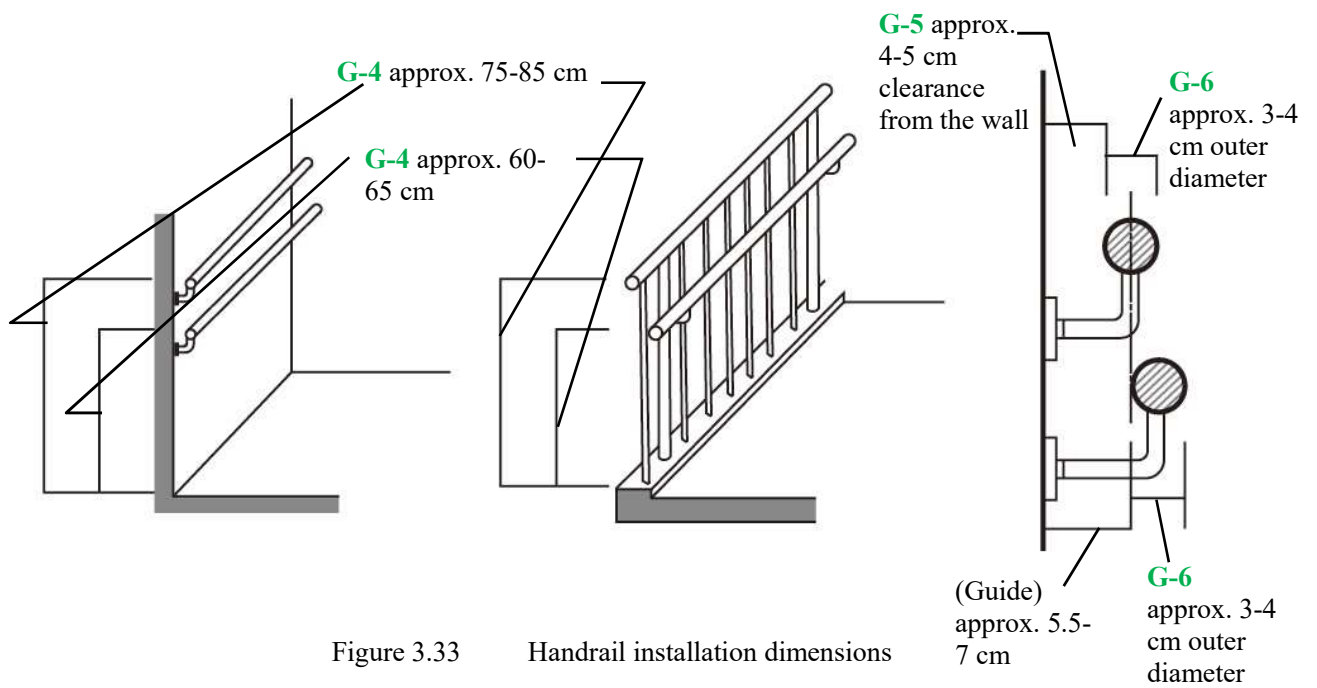 G-4 approx. 75-85 cm
G-4 approx. 60-
65 cm
G-5 approx.
4-5 cm
clearance
from the wall
G-6
approx. 3-4
cm outer
diameter
(Guide)
approx. 5.5-
7 cm
G-6
approx. 3-4
cm outer
diameter
Figure 3.33 Handrail installation dimensions